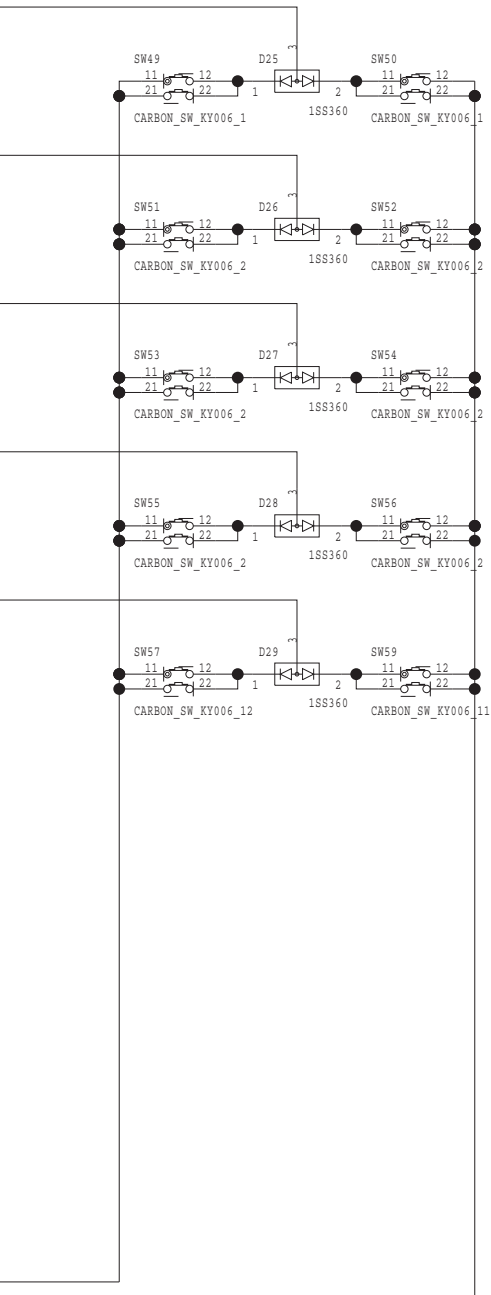 3
SW49 D25 SW50
11 12 11 12
21 22 1 2 21 22
1SS360
CARBON_SW_KY006_1 CARBON_SW_KY006_1
3
SW51 D26 SW52
11 12 11 12
21 22 1 2 21 22
1SS360
CARBON_SW_KY006_2 CARBON_SW_KY006_2
3
SW53 D27 SW54
11 12 11 12
21 22 1 2 21 22
1SS360
CARBON_SW_KY006_2 CARBON_SW_KY006_2
3
SW55 D28 SW56
11 12 11 12
21 22 1 2 21 22
1SS360
CARBON_SW_KY006_2 CARBON_SW_KY006_2
3
SW57 D29 SW59
11 12 11 12
21 22 1 2 21 22
1SS360
CARBON_SW_KY006_12 CARBON_SW_KY006_11